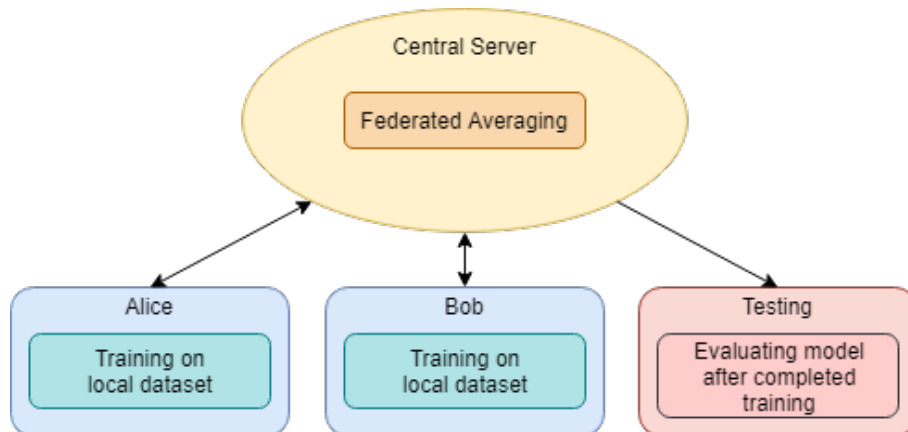 Central Server
Federated Averaging
Alice
Training on
local dataset
Bob
Training on
local dataset
Testing
Evaluating model
after completed
training